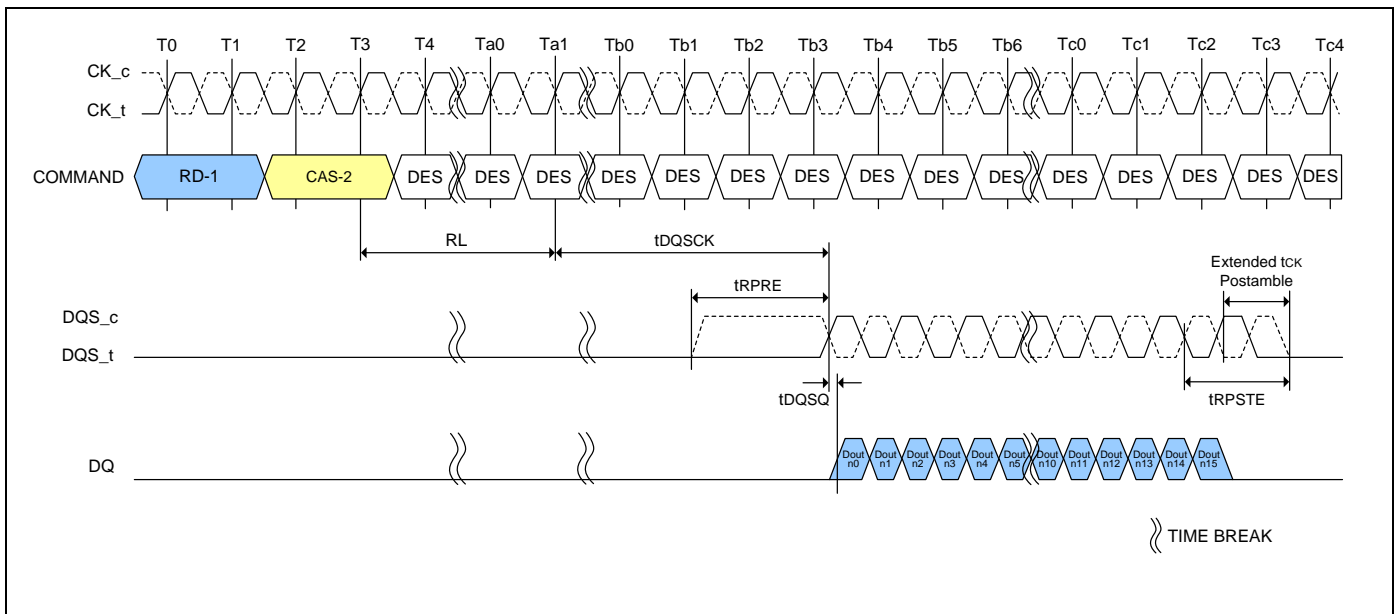 T0 T1 T2 T3 T4 Ta0 Ta1 Tb0 Tb1 Tb2 Tb3 Tb4 Tb5 Tb6 Tc0 Tc1 Tc2 Tc3 Tc4
CK_c
CK_t
COMMAND RD-1 CAS-2 DES DES DES DES DES DES DES DES DES DES DES DES DES DES DES
RL tDQSCK
Extended tCK
Postamble
tRPRE
DQS_c
DQS_t
tDQSQ tRPSTE
DQ
Dout Dout Dout Dout Dout Dout Dout Dout Dout Dout Dout Dout
n0 n1 n2 n3 n4 n5 n10 n11 n12 n13 n14 n15
TIME BREAK